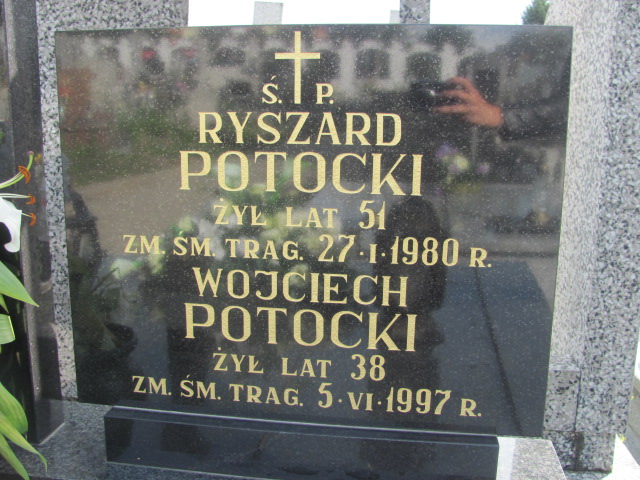 Ś. P.
RYSZARD
POTOCKI
ŻYŁ LAT 51
ZM. ŚM. TRAG. 27·I·1980 R.
WOJCIECH
POTOCKI
ŻYŁ LAT 38
ZM. ŚM. TRAG. 5·VI·1997 R.